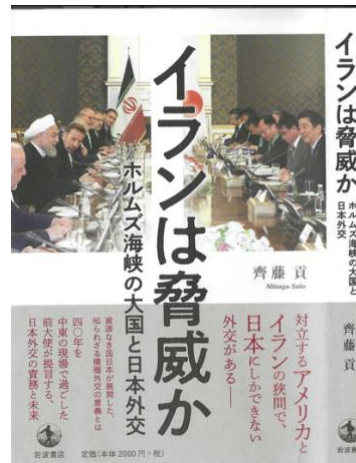 イランは脅威か
ホルムズ海峡の大国と日本外交
齊藤 貢
Mitsugu Saito
対立するアメリカと
イランの狭間で、
日本にしかできない
外交がある——
資源なき国日本が展開した、
知られざる積極外交の意義とは
四〇年を
中東の現場で過ごした
前大使が提言する、
日本外交の実務と未来
岩波書店
定価(本体 2000 円+税)
イランは脅威か
ホルムズ海峡の大国と
日本外交
齊藤 貢
岩波書店